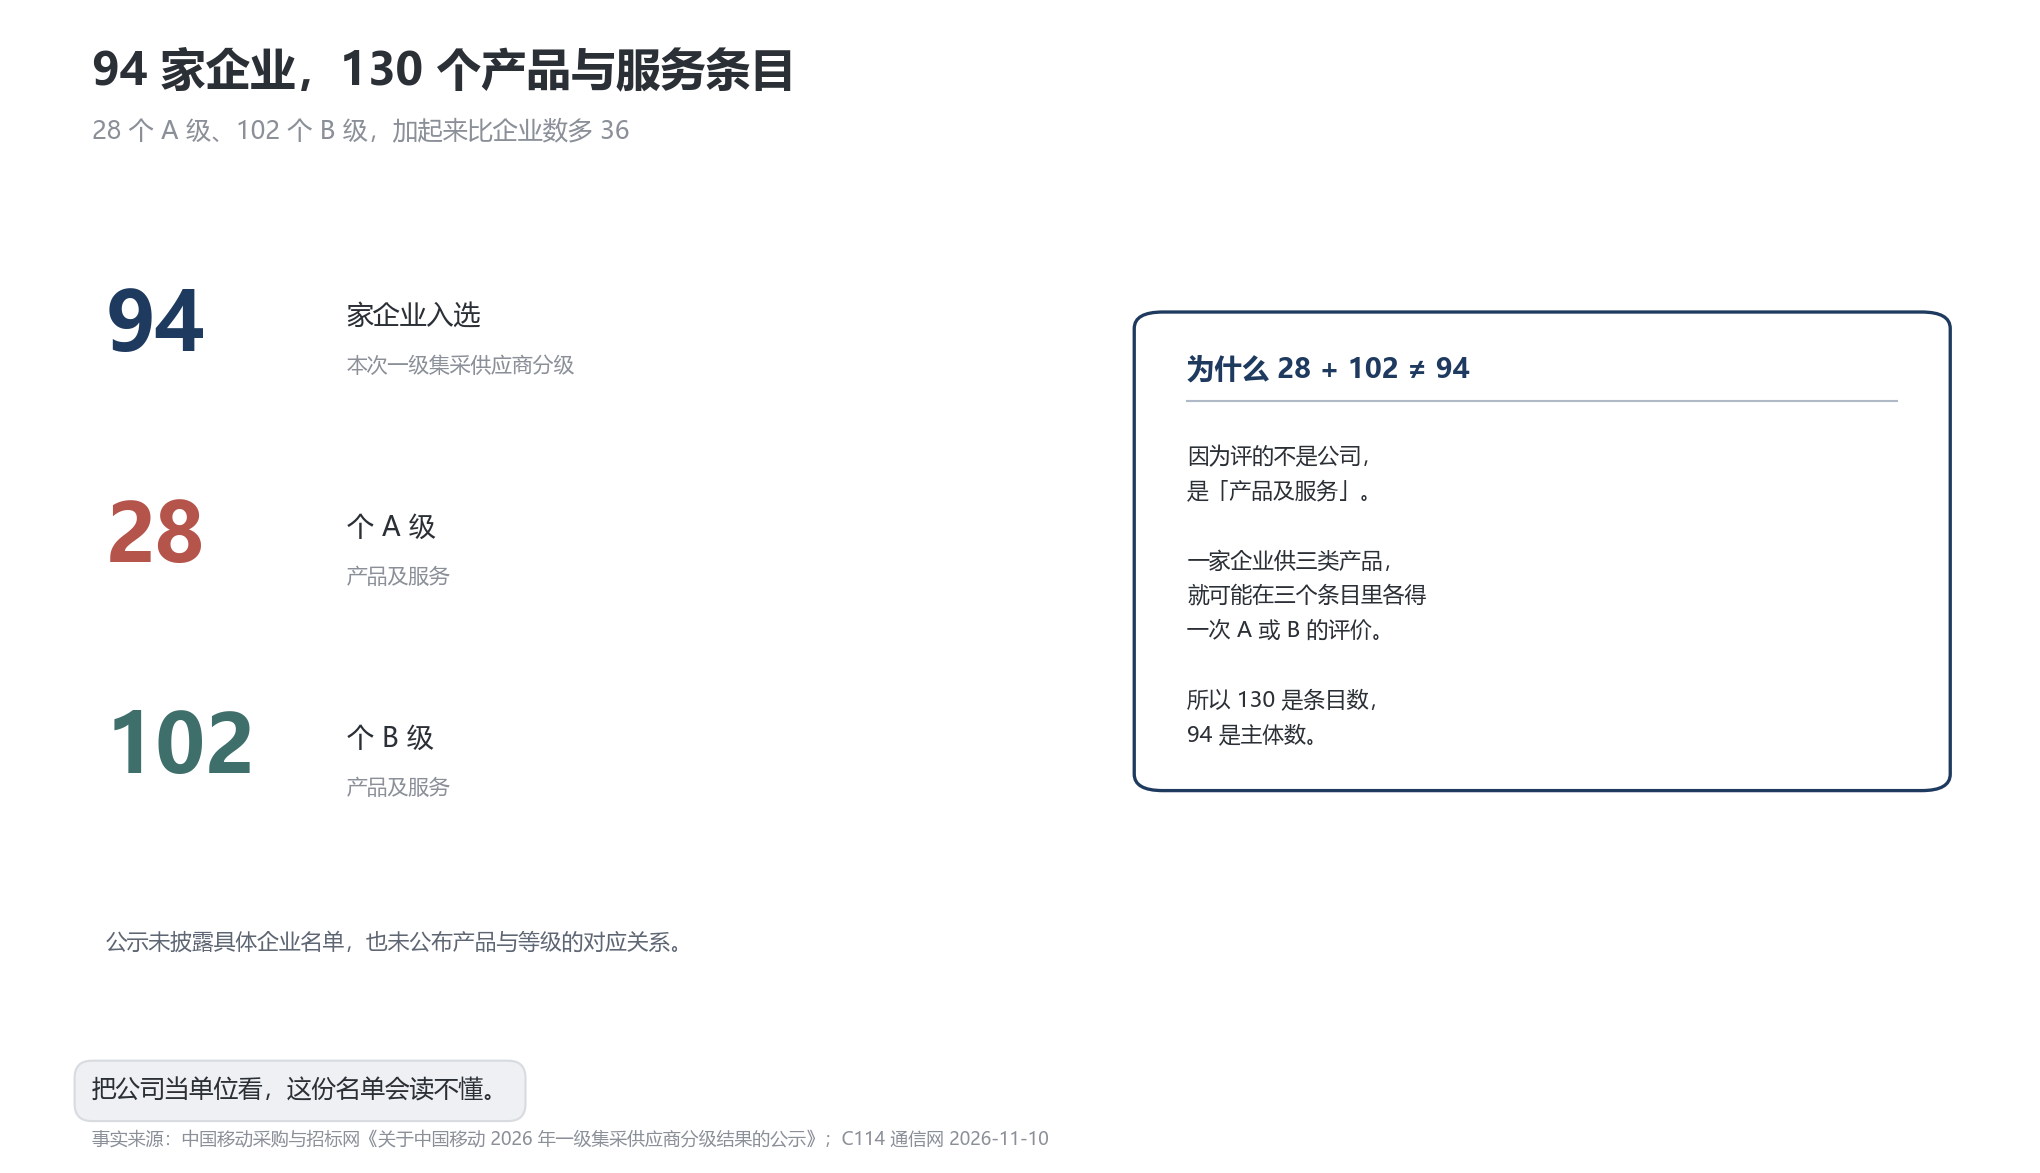 94 家企业，130 个产品与服务条目
28 个 A 级、102 个 B 级，加起来比企业数多 36
94
家企业入选
本次一级集采供应商分级
28
个 A 级
产品及服务
102
个 B 级
产品及服务
为什么 28 + 102 ≠ 94
因为评的不是公司，
是「产品及服务」。
一家企业供三类产品，
就可能在三个条目里各得
一次 A 或 B 的评价。
所以 130 是条目数，
94 是主体数。
公示未披露具体企业名单，也未公布产品与等级的对应关系。
把公司当单位看，这份名单会读不懂。
事实来源：中国移动采购与招标网《关于中国移动 2026 年一级集采供应商分级结果的公示》；C114 通信网 2026-11-10